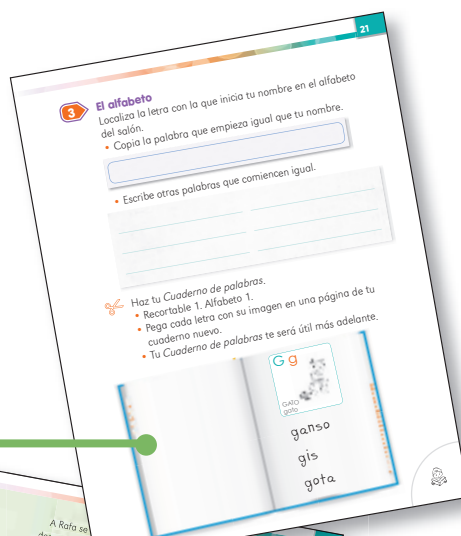 21
3
El alfabeto
Localiza la letra con la que inicia tu nombre en el alfabeto
del salón.
• Copia la palabra que empieza igual que tu nombre.
• Escribe otras palabras que comiencen igual.
Haz tu Cuaderno de palabras.
• Recortable 1. Alfabeto 1.
• Pega cada letra con su imagen en una página de tu
cuaderno nuevo.
• Tu Cuaderno de palabras te será útil más adelante.
G g
GATO
gato
ganso
gis
gota
A Rata se